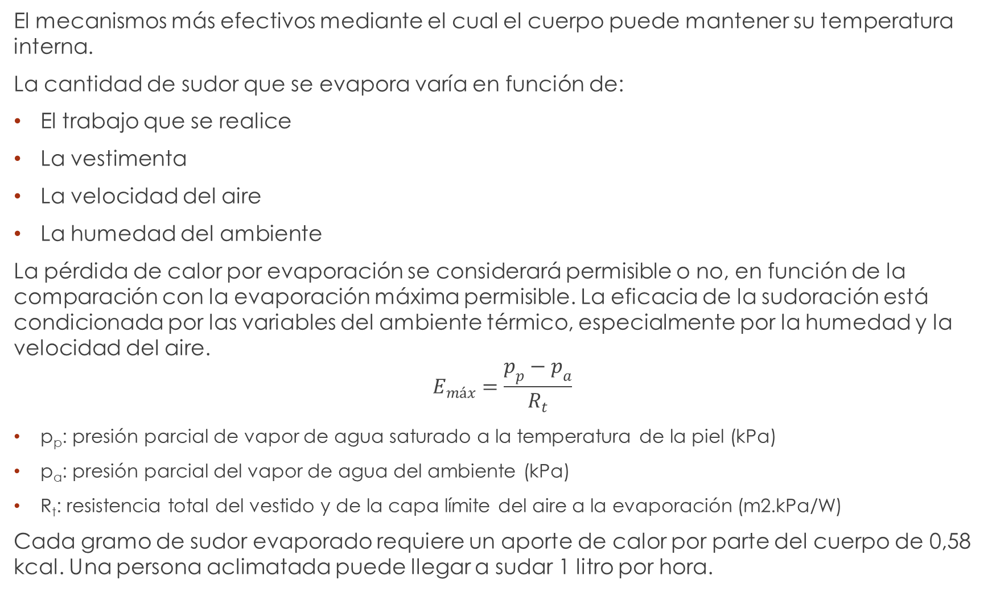 El mecanismos más efectivos mediante el cual el cuerpo puede mantener su temperatura
interna.
La cantidad de sudor que se evapora varía en función de:
• El trabajo que se realice
• La vestimenta
• La velocidad del aire
• La humedad del ambiente
La pérdida de calor por evaporación se considerará permisible o no, en función de la
comparación con la evaporación máxima permisible. La eficacia de la sudoración está
condicionada por las variables del ambiente térmico, especialmente por la humedad y la
velocidad del aire.
E_máx = (p_p − p_a) / R_t
• p_p: presión parcial de vapor de agua saturado a la temperatura de la piel (kPa)
• p_a: presión parcial del vapor de agua del ambiente (kPa)
• R_t: resistencia total del vestido y de la capa límite del aire a la evaporación (m2.kPa/W)
Cada gramo de sudor evaporado requiere un aporte de calor por parte del cuerpo de 0,58
kcal. Una persona aclimatada puede llegar a sudar 1 litro por hora.